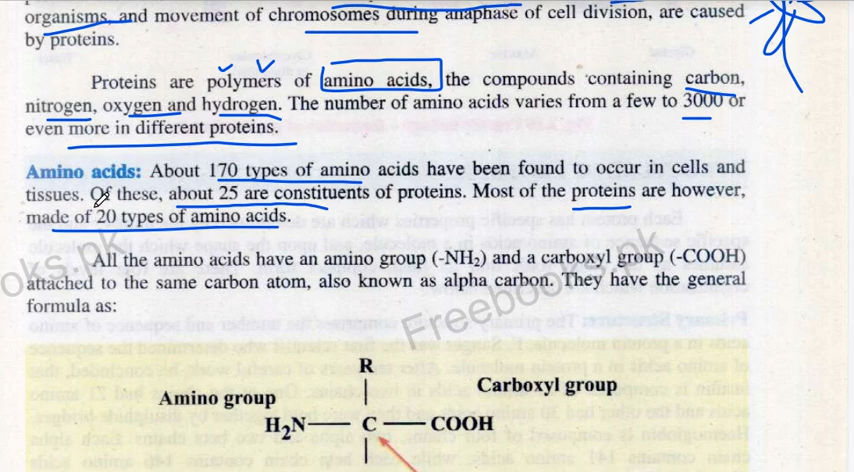 organisms, and movement of chromosomes during anaphase of cell division, are caused
by proteins.
Proteins are polymers of amino acids, the compounds containing carbon,
nitrogen, oxygen and hydrogen. The number of amino acids varies from a few to 3000 or
even more in different proteins.
Amino acids: About 170 types of amino acids have been found to occur in cells and
tissues. Of these, about 25 are constituents of proteins. Most of the proteins are however,
made of 20 types of amino acids.
All the amino acids have an amino group (-NH₂) and a carboxyl group (-COOH)
attached to the same carbon atom, also known as alpha carbon. They have the general
formula as:
oks.pk
Freebooks.pk
R
Amino group
Carboxyl group
H₂N — C — COOH